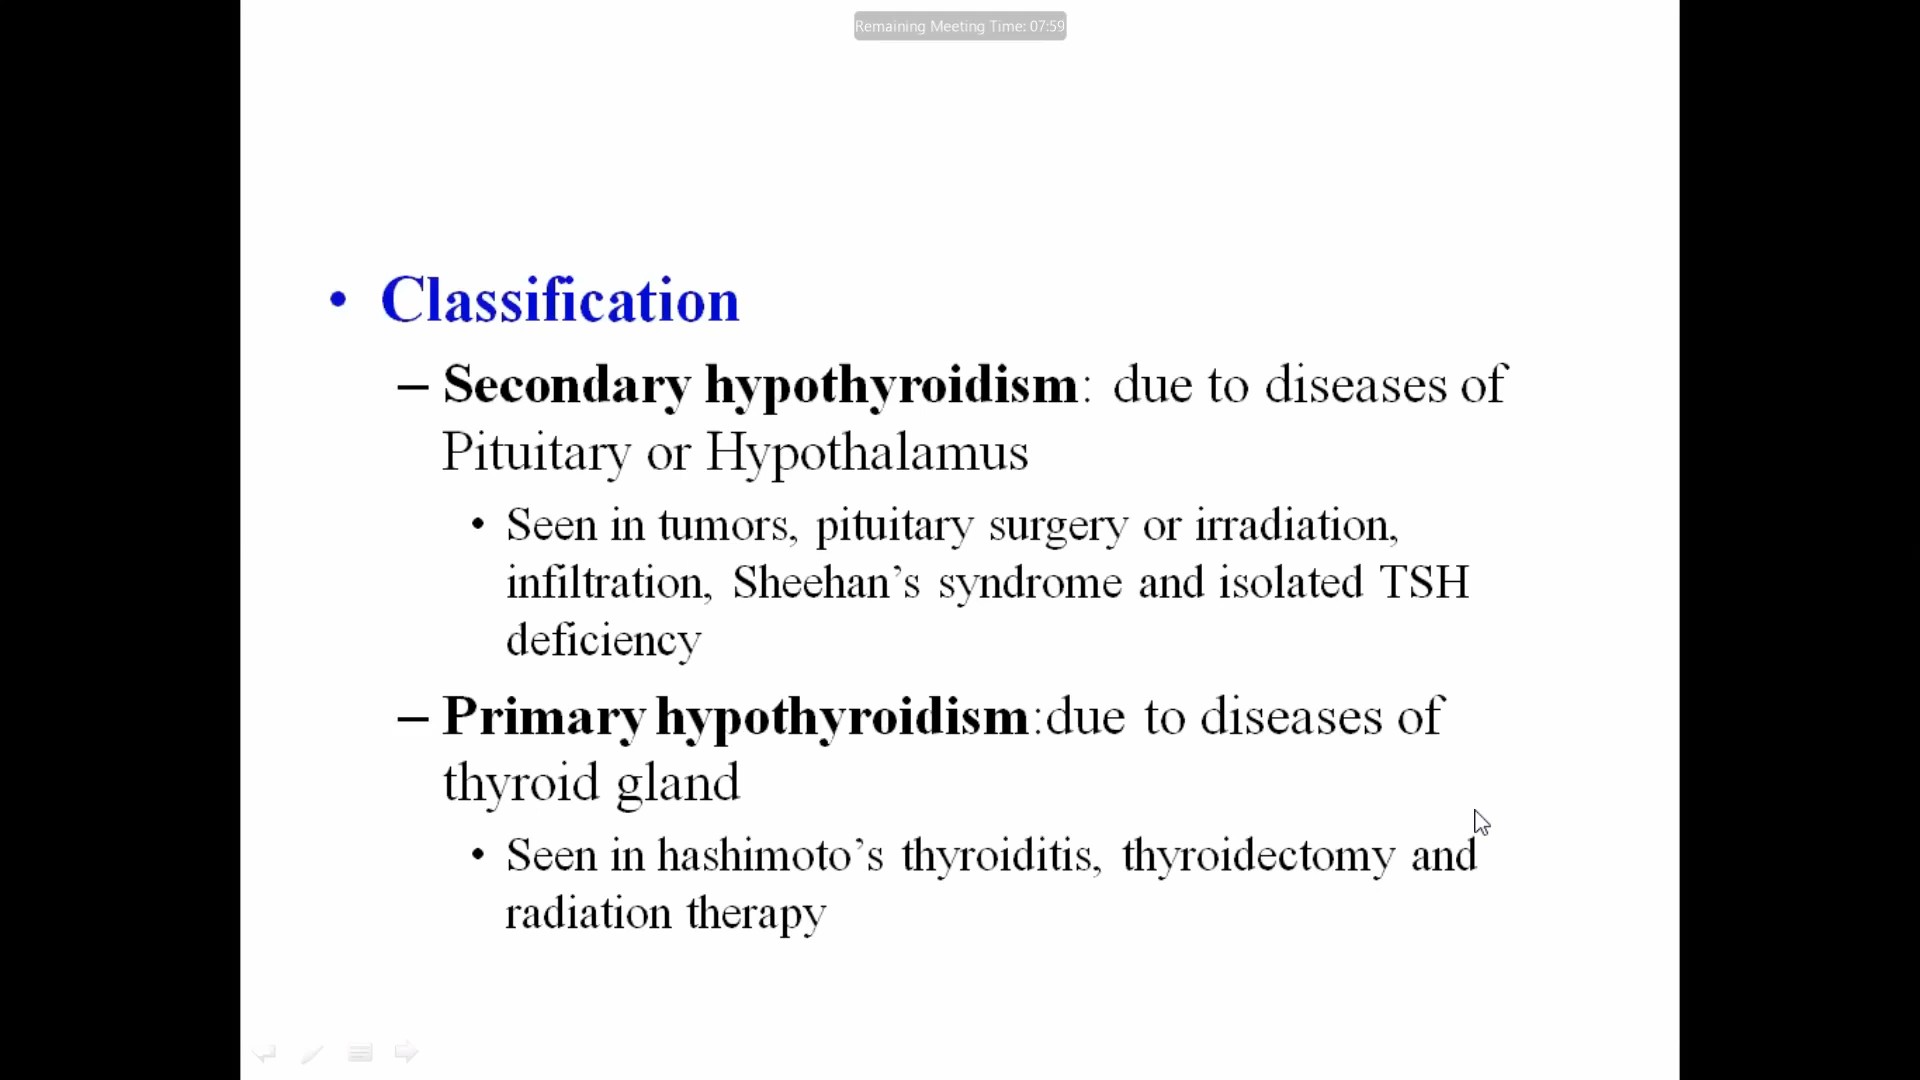 Remaining Meeting Time: 07:59
• Classification
– Secondary hypothyroidism: due to diseases of
Pituitary or Hypothalamus
• Seen in tumors, pituitary surgery or irradiation,
infiltration, Sheehan’s syndrome and isolated TSH
deficiency
– Primary hypothyroidism:due to diseases of
thyroid gland
• Seen in hashimoto’s thyroiditis, thyroidectomy and
radiation therapy